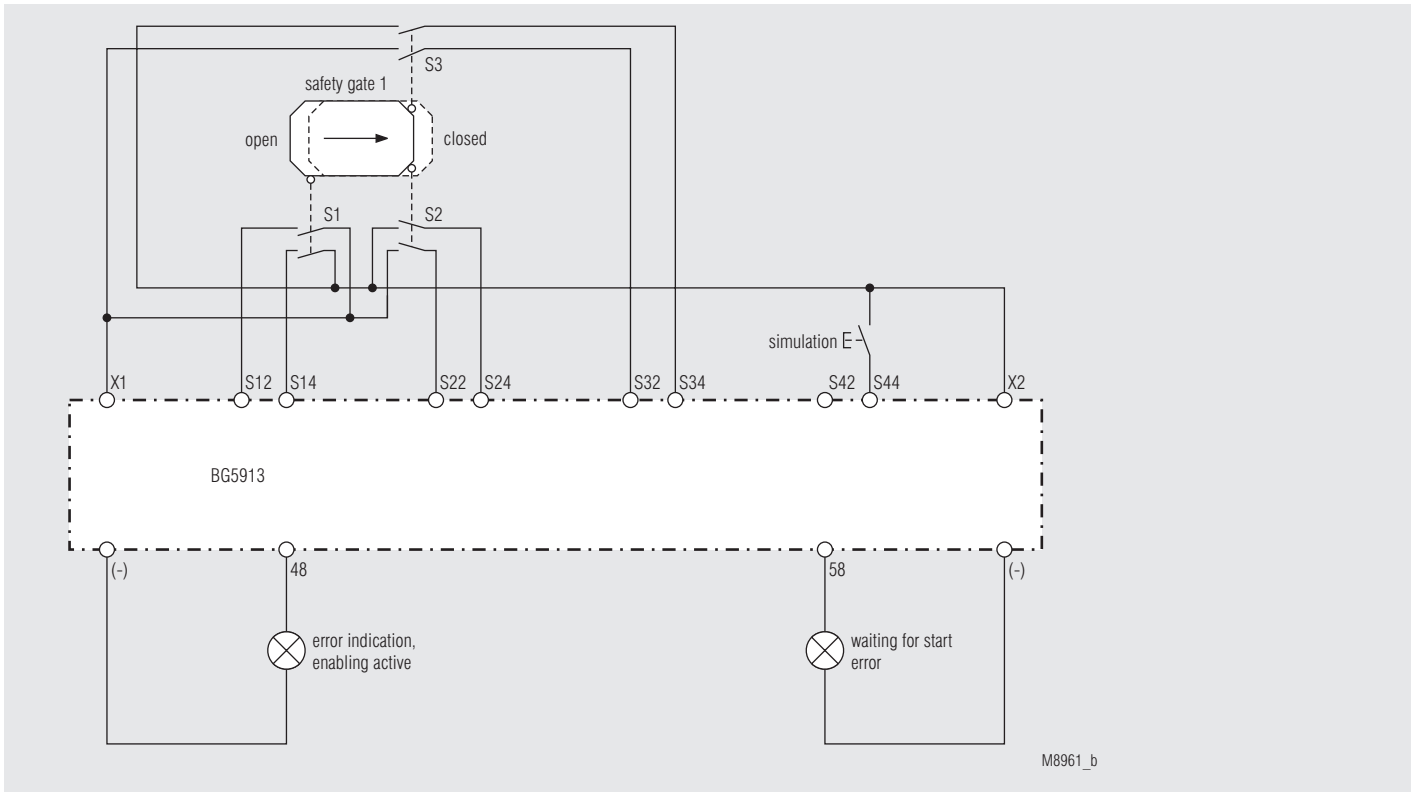 S3
safety gate 1
open
closed
S1
S2
simulation
X1
S12
S14
S22
S24
S32
S34
S42
S44
X2
BG5913
(-)
48
58
(-)
error indication,
enabling active
waiting for start
error
M8961_b